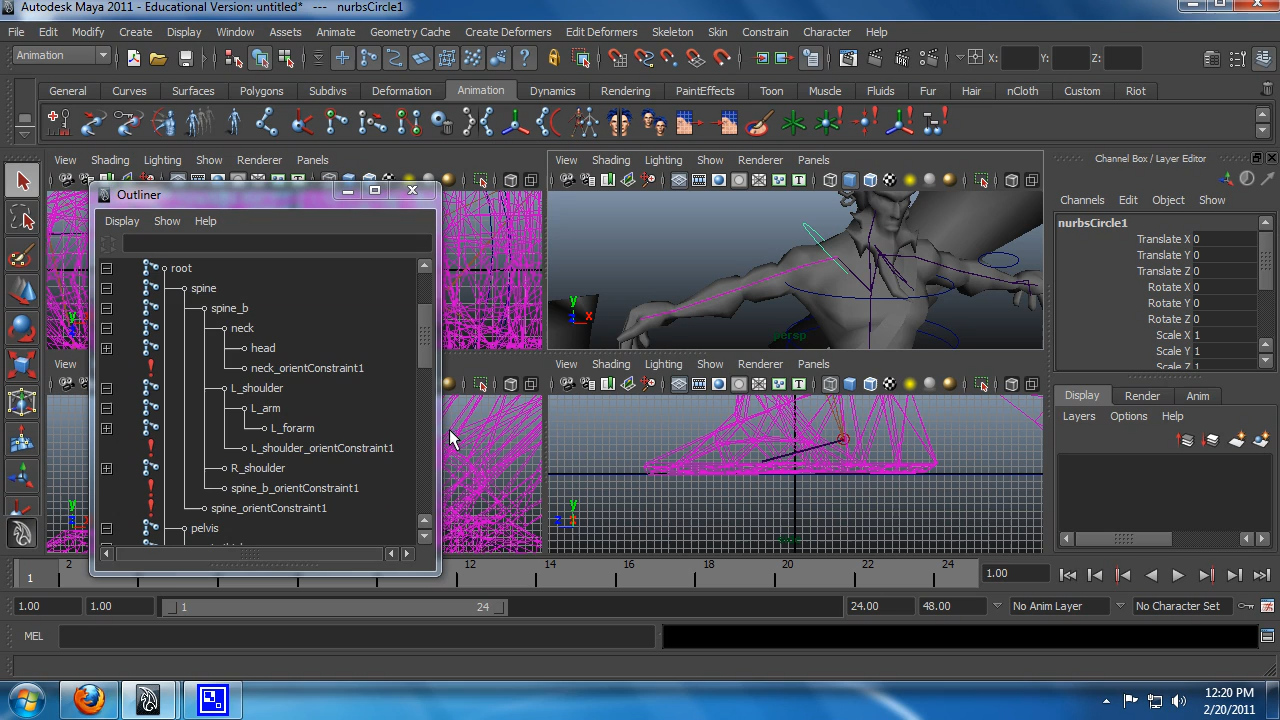 Autodesk Maya 2011 - Educational Version: untitled* --- nurbsCircle1
File Edit Modify Create Display Window Assets Animate Geometry Cache Create Deformers Edit Deformers Skeleton Skin Constrain Character Help
Animation X: Y: Z:
General Curves Surfaces Polygons Subdivs Deformation Animation Dynamics Rendering PaintEffects Toon Muscle Fluids Fur Hair nCloth Custom Riot
View Shading Lighting Show Renderer Panels
View Shading Lighting Show Renderer Panels
Channel Box / Layer Editor
Outliner
Display Show Help
Channels Edit Object Show
nurbsCircle1
Translate X 0
Translate Y 0
Translate Z 0
Rotate X 0
Rotate Y 0
Rotate Z 0
Scale X 1
Scale Y 1
Scale Z 1
root
spine
spine_b
neck
head
neck_orientConstraint1
L_shoulder
L_arm
L_forarm
L_shoulder_orientConstraint1
R_shoulder
spine_b_orientConstraint1
spine_orientConstraint1
pelvis
y
x
z
persp
View
View Shading Lighting Show Renderer Panels
Display Render Anim
Layers Options Help
1 2 12 14 16 18 20 22 24 1.00
1.00 1.00 1 24 24.00 48.00 No Anim Layer No Character Set
MEL
12:20 PM
2/20/2011